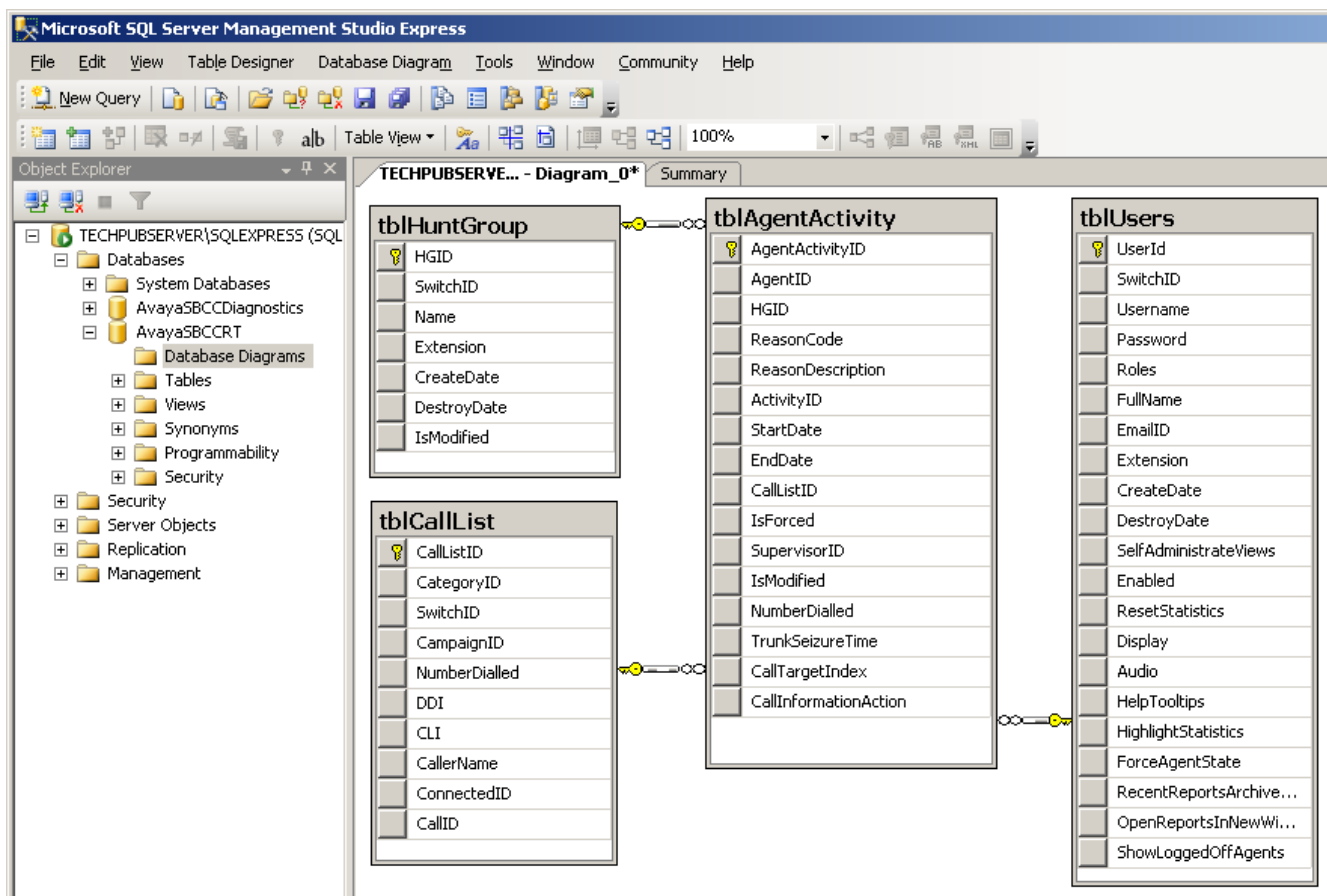 Microsoft SQL Server Management Studio Express
File Edit View Table Designer Database Diagram Tools Window Community Help
New Query
ab Table View 100%
Object Explorer
TECHPUBSERVER\SQLEXPRESS (SQL
Databases
System Databases
AvayaSBCCDiagnostics
AvayaSBCCRT
Database Diagrams
Tables
Views
Synonyms
Programmability
Security
Security
Server Objects
Replication
Management
TECHPUBSERVE... - Diagram_0* Summary
tblHuntGroup
HGID
SwitchID
Name
Extension
CreateDate
DestroyDate
IsModified
tblCallList
CallListID
CategoryID
SwitchID
CampaignID
NumberDialled
DDI
CLI
CallerName
ConnectedID
CallID
tblAgentActivity
AgentActivityID
AgentID
HGID
ReasonCode
ReasonDescription
ActivityID
StartDate
EndDate
CallListID
IsForced
SupervisorID
IsModified
NumberDialled
TrunkSeizureTime
CallTargetIndex
CallInformationAction
tblUsers
UserId
SwitchID
Username
Password
Roles
FullName
EmailID
Extension
CreateDate
DestroyDate
SelfAdministrateViews
Enabled
ResetStatistics
Display
Audio
HelpTooltips
HighlightStatistics
ForceAgentState
RecentReportsArchive...
OpenReportsInNewWi...
ShowLoggedOffAgents